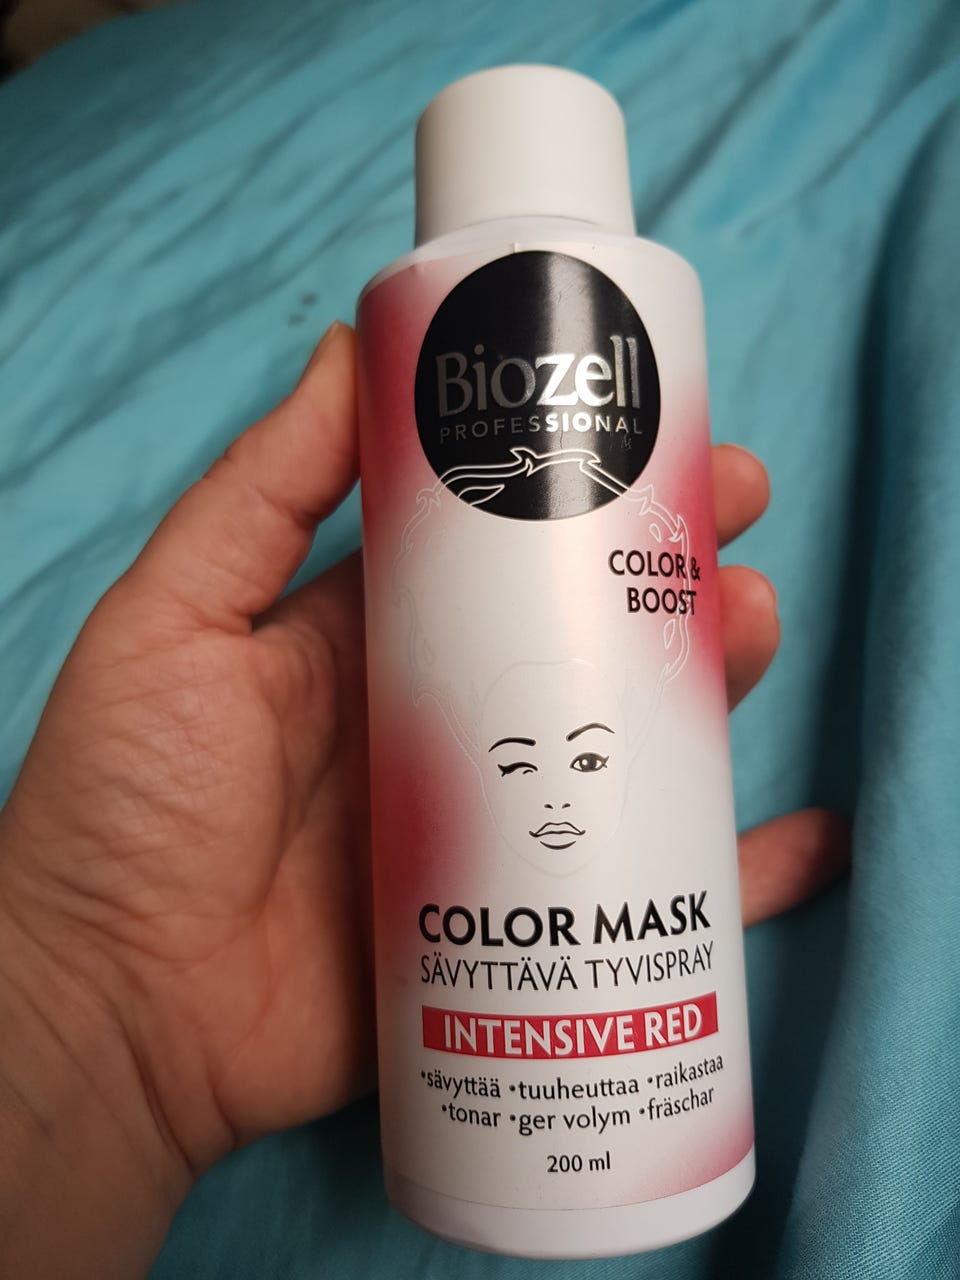 Biozell
PROFESSIONAL
COLOR &
BOOST
COLOR MASK
SÄVYTTÄVÄ TYVISPRAY
INTENSIVE RED
•sävyttää •tuuheuttaa •raikastaa
•tonar •ger volym •fräschar
200 ml